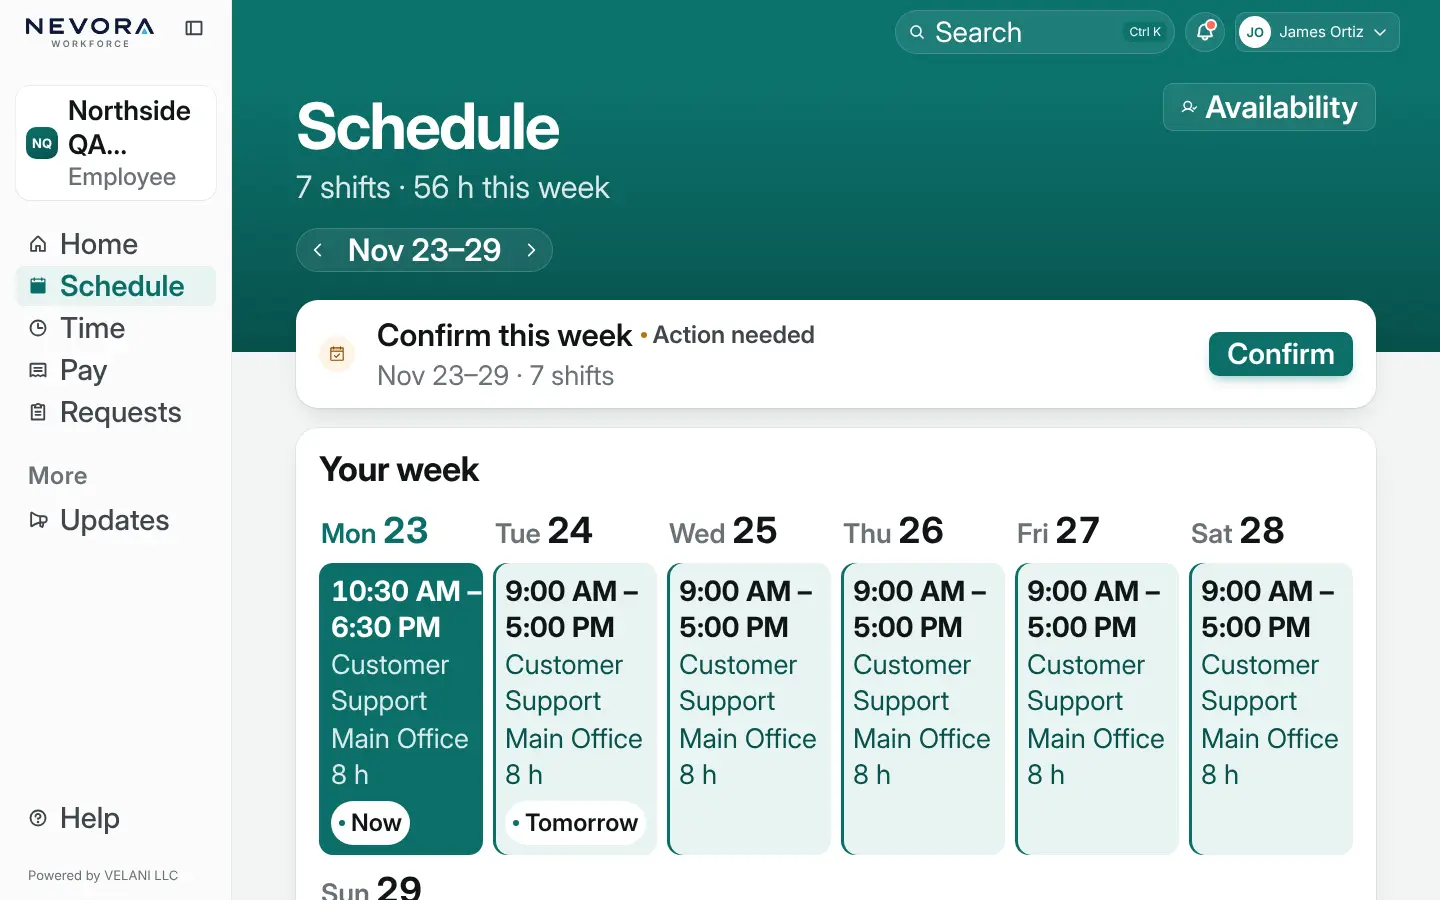 NEVORA
WORKFORCE
Search
Ctrl K
JO
James Ortiz
NQ
Northside
QA...
Employee
Home
Schedule
Time
Pay
Requests
More
Updates
Help
Powered by VELANI LLC
Schedule
Availability
7 shifts · 56 h this week
Nov 23–29
Confirm this week • Action needed
Nov 23–29 · 7 shifts
Confirm
Your week
Mon 23
10:30 AM –
6:30 PM
Customer
Support
Main Office
8 h
• Now
Tue 24
9:00 AM –
5:00 PM
Customer
Support
Main Office
8 h
• Tomorrow
Wed 25
9:00 AM –
5:00 PM
Customer
Support
Main Office
8 h
Thu 26
9:00 AM –
5:00 PM
Customer
Support
Main Office
8 h
Fri 27
9:00 AM –
5:00 PM
Customer
Support
Main Office
8 h
Sat 28
9:00 AM –
5:00 PM
Customer
Support
Main Office
8 h
Sun 29